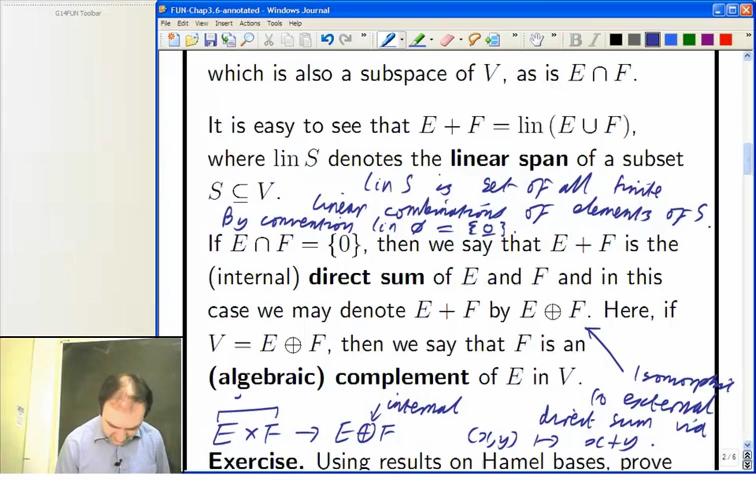 G14FUN Toolbar
FUN-Chap3.6-annotated - Windows Journal
File Edit View Insert Actions Tools Help
B I
which is also a subspace of V, as is E ∩ F.
It is easy to see that E + F = lin (E ∪ F),
where lin S denotes the linear span of a subset
S ⊆ V.
lin S is set of all finite
linear combinations of elements of S.
By convention lin ∅ = {0}.
If E ∩ F = {0}, then we say that E + F is the
(internal) direct sum of E and F and in this
case we may denote E + F by E ⊕ F. Here, if
V = E ⊕ F, then we say that F is an
(algebraic) complement of E in V.
Isomorphic
to external
direct sum via
(x,y) ↦ x+y.
internal
E × F → E ⊕ F
Exercise. Using results on Hamel bases, prove
2 / 6